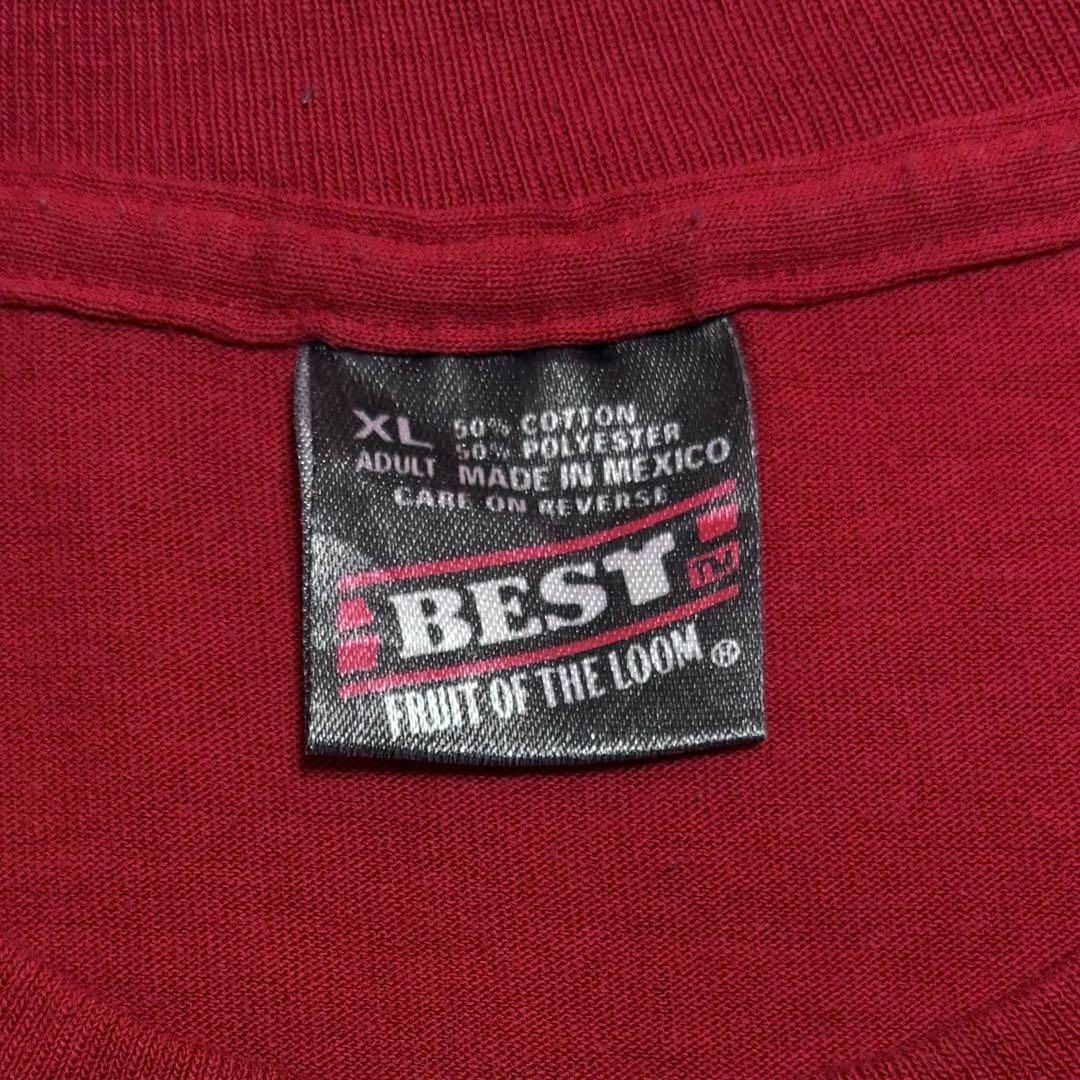 XL 50% COTTON
50% POLYESTER
ADULT MADE IN MEXICO
CARE ON REVERSE
BEST
FRUIT OF THE LOOM ®